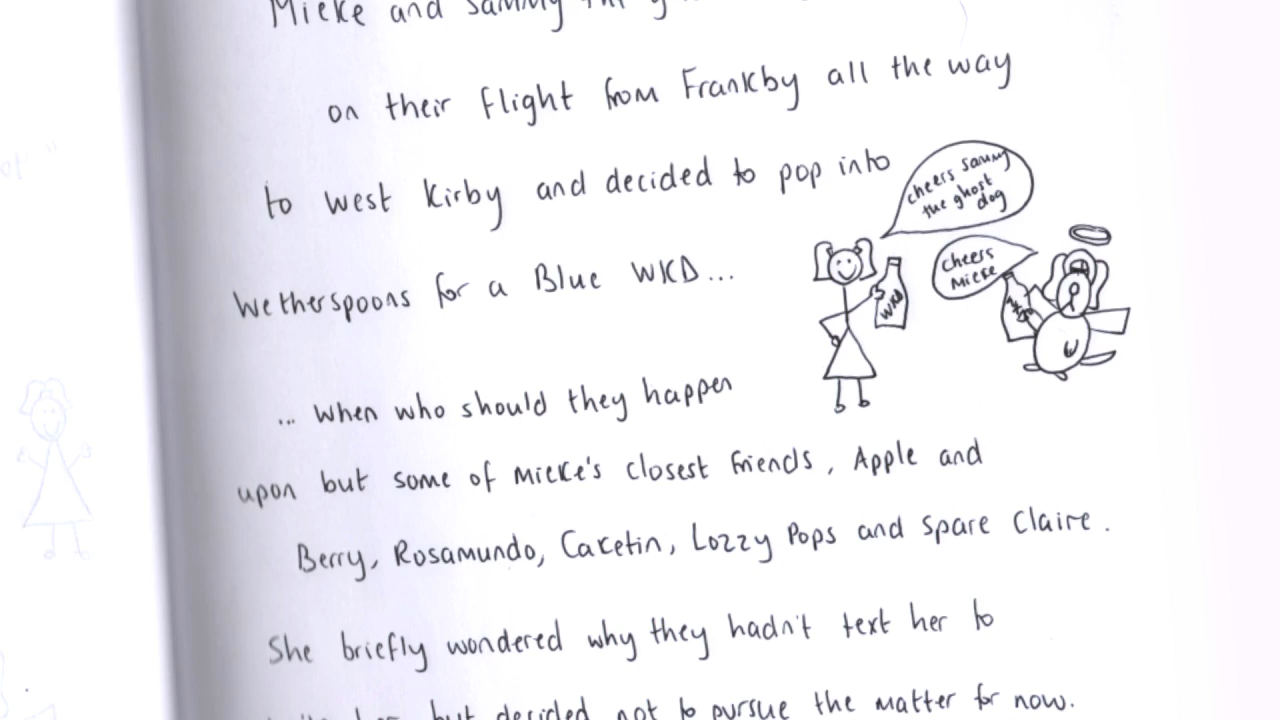 Mieke and Sammy
on their flight from Frankby all the way
to west Kirby and decided to pop into
Wetherspoons for a Blue WKD...
cheers sammy
the ghost
dog
cheers
Mieke
WKD
WKD
... when who should they happen
upon but some of Mieke's closest friends, Apple and
Berry, Rosamundo, Caketin, Lozzy Pops and Spare Claire.
She briefly wondered why they hadn't text her to
but decided not to pursue the matter for now.